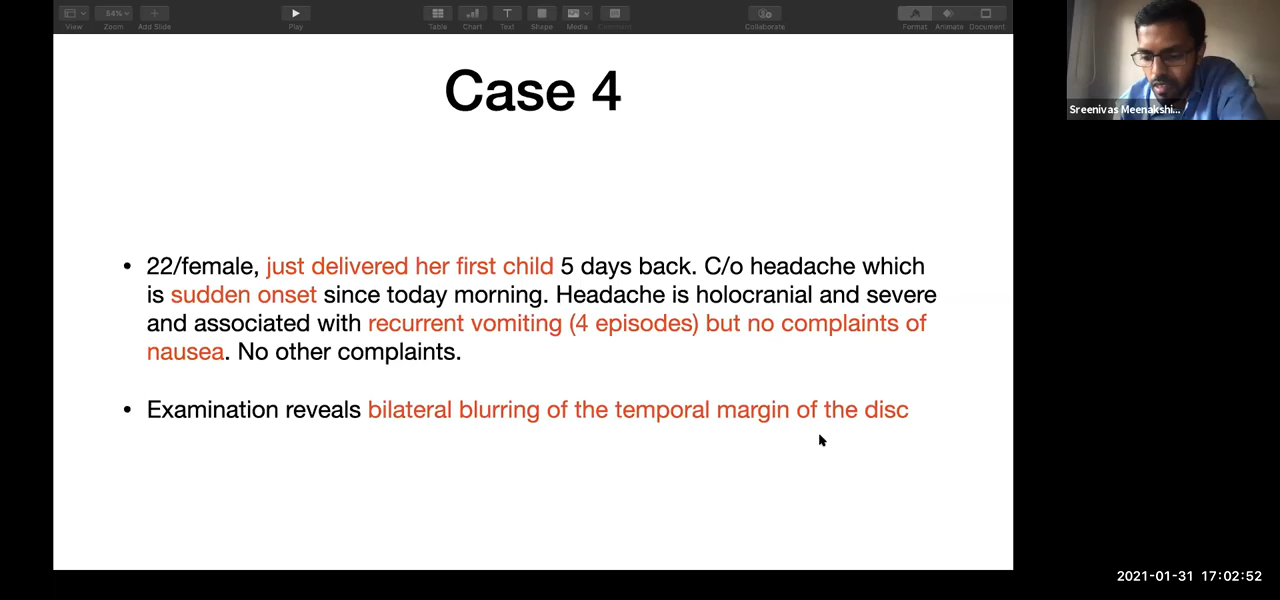 54%
View
Zoom
Add Slide
Play
Table
Chart
Text
Shape
Media
Comment
Collaborate
Format
Animate
Document
Sreenivas Meenakshi...
Case 4
• 22/female, just delivered her first child 5 days back. C/o headache which
is sudden onset since today morning. Headache is holocranial and severe
and associated with recurrent vomiting (4 episodes) but no complaints of
nausea. No other complaints.
• Examination reveals bilateral blurring of the temporal margin of the disc
2021-01-31 17:02:52